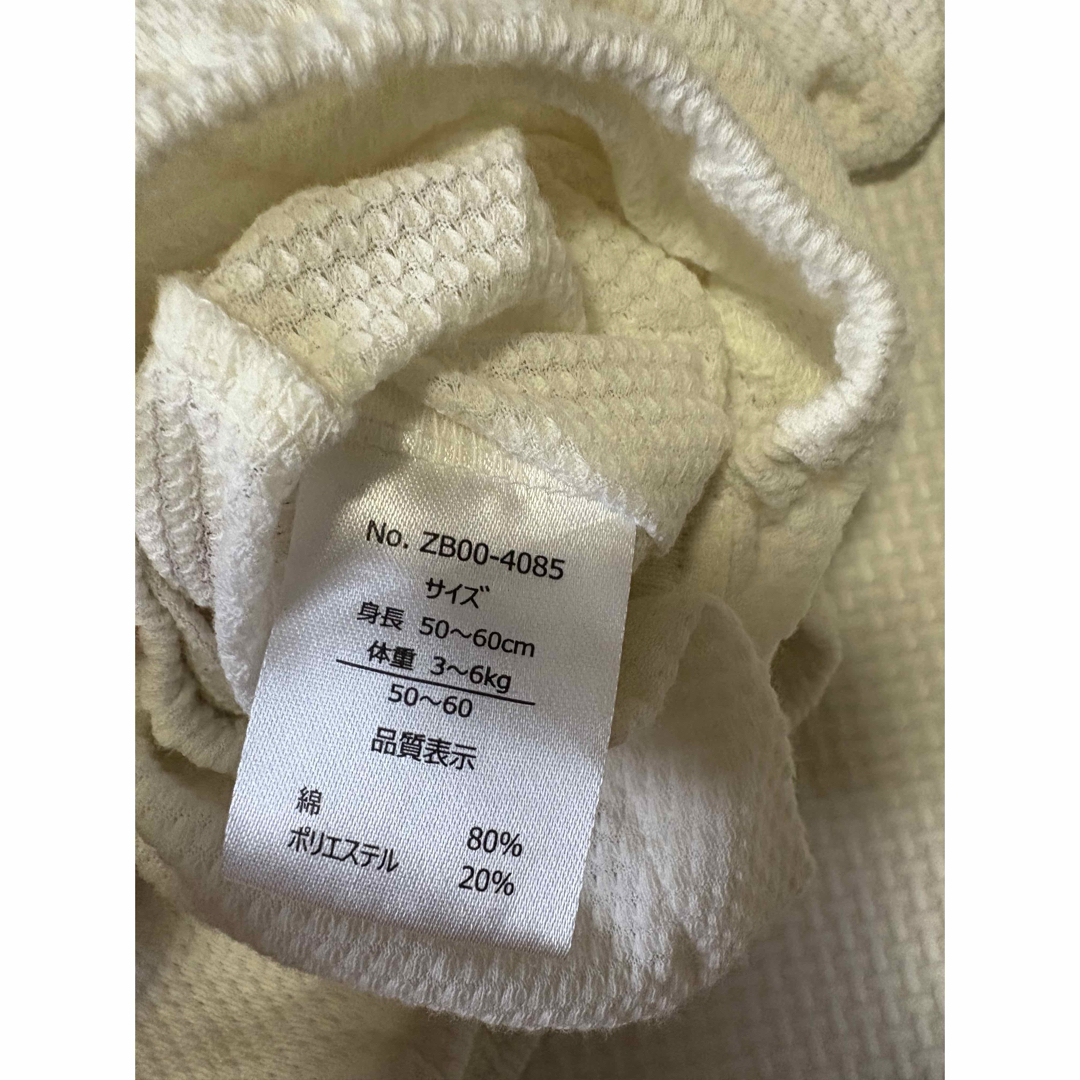 No. ZB00-4085
サイズ
身長 50～60cm
体重 3～6kg
50～60
品質表示
綿 80%
ポリエステル 20%